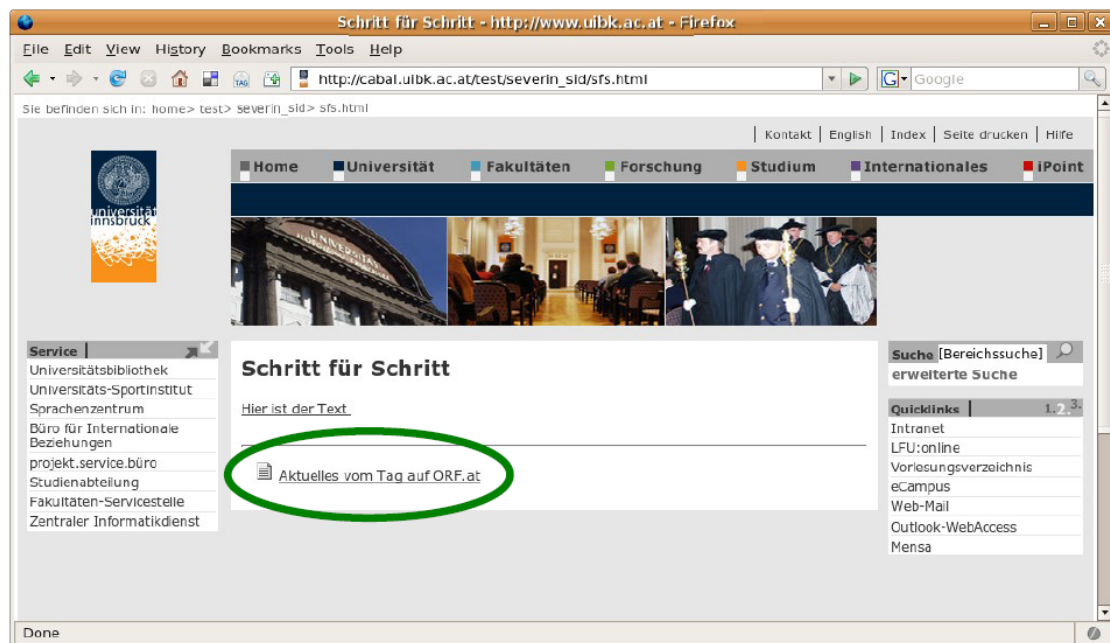 Schritt für Schritt - http://www.uibk.ac.at - Firefox
File Edit View History Bookmarks Tools Help
TAG http://cabal.uibk.ac.at/test/severin_sid/sfs.html G Google
Sie befinden sich in: home> test> severin_sid> sfs.html
Kontakt | English | Index | Seite drucken | Hilfe
Home Universität Fakultäten Forschung Studium Internationales iPoint
universität
innsbruck
UNIVERSITÄT
Service
Universitätsbibliothek
Universitäts-Sportinstitut
Sprachenzentrum
Büro für Internationale
Beziehungen
projekt.service.büro
Studienabteilung
Fakultäten-Servicestelle
Zentraler Informatikdienst
Schritt für Schritt
Hier ist der Text
Aktuelles vom Tag auf ORF.at
Suche [Bereichssuche]
erweiterte Suche
Quicklinks 1.2.3.
Intranet
LFU:online
Vorlesungsverzeichnis
eCampus
Web-Mail
Outlook-WebAccess
Mensa
Done